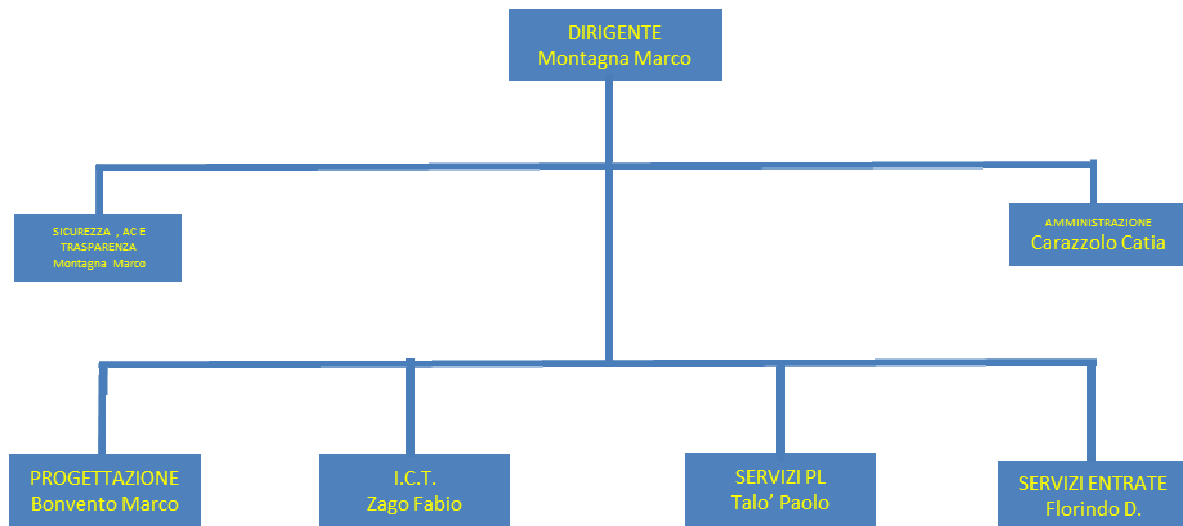 DIRIGENTE
Montagna Marco
SICUREZZA , AC E
TRASPARENZA
Montagna Marco
AMMINISTRAZIONE
Carazzolo Catia
PROGETTAZIONE
Bonvento Marco
I.C.T.
Zago Fabio
SERVIZI PL
Talo’ Paolo
SERVIZI ENTRATE
Florindo D.